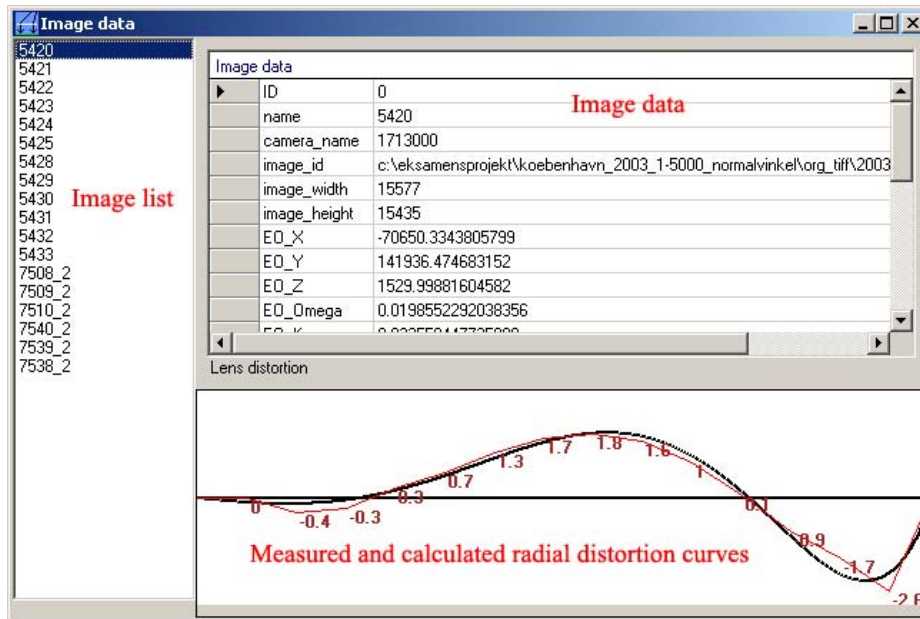 Image data
5420
5421
5422
5423
5424
5425
5428
5429
5430
5431
5432
5433
7508_2
7509_2
7510_2
7540_2
7539_2
7538_2
Image list
Image data
Image data
ID 0
name 5420
camera_name 1713000
image_id c:\eksamensprojekt\koebenhavn_2003_1-5000_normalvinkel\org_tiff\2003
image_width 15577
image_height 15435
EO_X -70650.3343805799
EO_Y 141936.474683152
EO_Z 1529.99881604582
EO_Omega 0.0198552292038356
Lens distortion
0
-0.4
-0.3
0.3
0.7
1.3
1.7
1.8
1.6
1
0.1
0.9
-1.7
Measured and calculated radial distortion curves